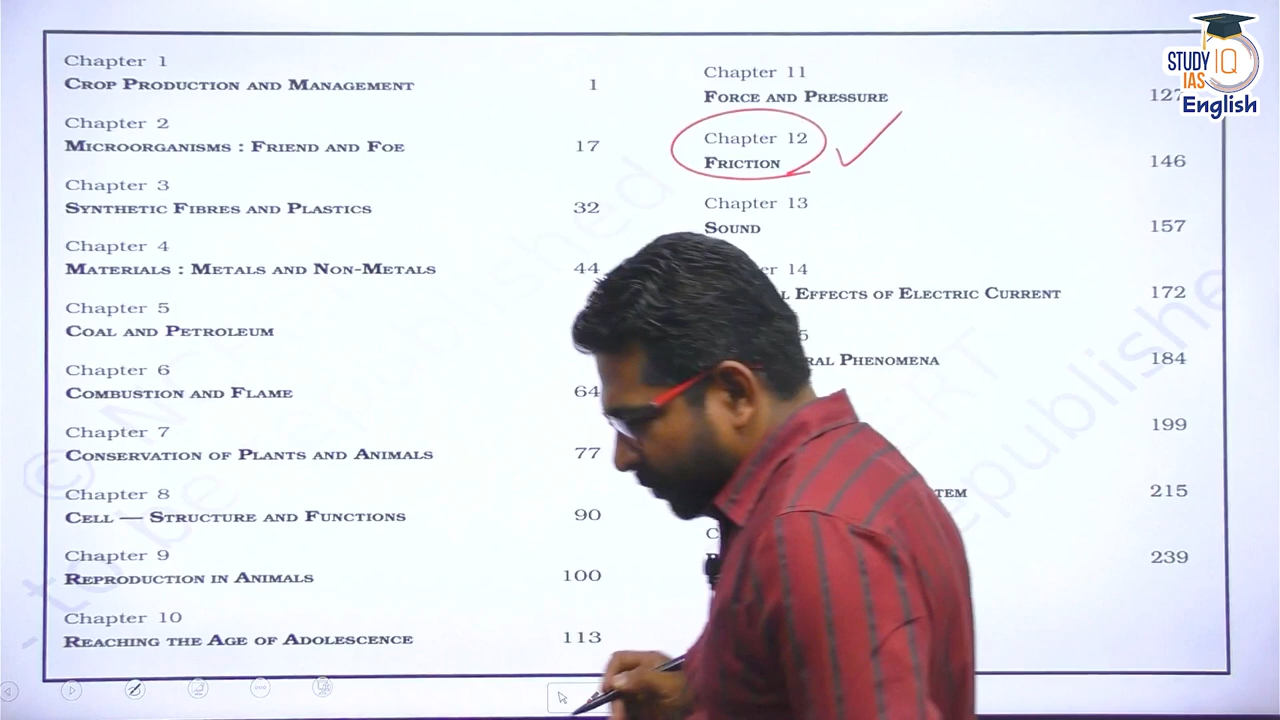 Chapter 1
CROP PRODUCTION AND MANAGEMENT 1
Chapter 2
MICROORGANISMS : FRIEND AND FOE 17
Chapter 3
SYNTHETIC FIBRES AND PLASTICS 32
Chapter 4
MATERIALS : METALS AND NON-METALS 44
Chapter 5
COAL AND PETROLEUM
Chapter 6
COMBUSTION AND FLAME 64
Chapter 7
CONSERVATION OF PLANTS AND ANIMALS 77
Chapter 8
CELL — STRUCTURE AND FUNCTIONS 90
Chapter 9
REPRODUCTION IN ANIMALS 100
Chapter 10
REACHING THE AGE OF ADOLESCENCE 113
Chapter 11
FORCE AND PRESSURE 127
Chapter 12
FRICTION 146
Chapter 13
SOUND 157
14
EFFECTS OF ELECTRIC CURRENT 172
PHENOMENA 184
199
215
239
STUDY IQ
IAS
English